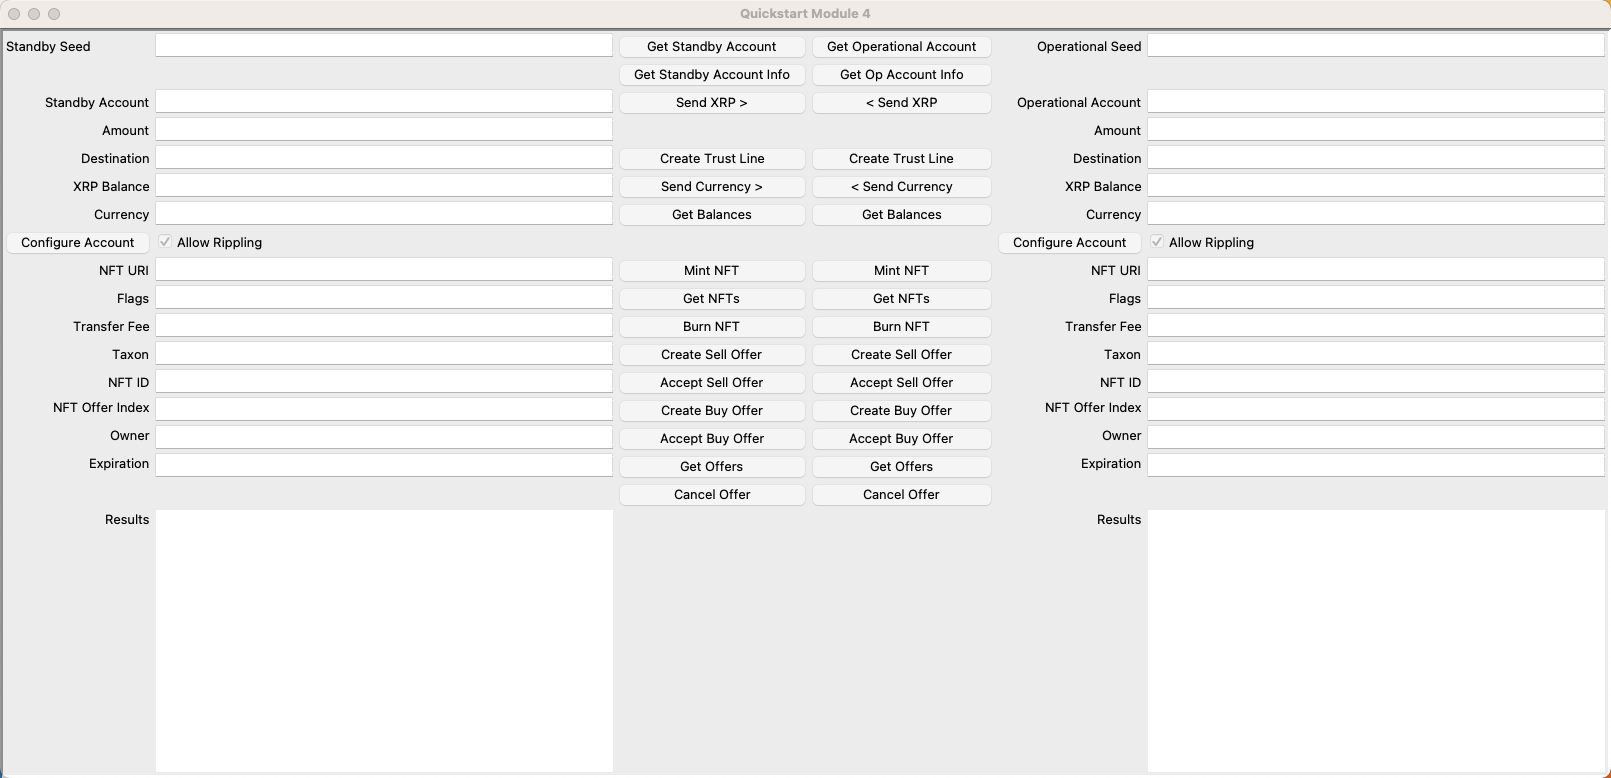 Quickstart Module 4
Standby Seed Get Standby Account Get Operational Account Operational Seed
Get Standby Account Info Get Op Account Info
Standby Account Send XRP > < Send XRP Operational Account
Amount Amount
Destination Create Trust Line Create Trust Line Destination
XRP Balance Send Currency > < Send Currency XRP Balance
Currency Get Balances Get Balances Currency
Configure Account Allow Rippling Configure Account Allow Rippling
NFT URI Mint NFT Mint NFT NFT URI
Flags Get NFTs Get NFTs Flags
Transfer Fee Burn NFT Burn NFT Transfer Fee
Taxon Create Sell Offer Create Sell Offer Taxon
NFT ID Accept Sell Offer Accept Sell Offer NFT ID
NFT Offer Index Create Buy Offer Create Buy Offer NFT Offer Index
Owner Accept Buy Offer Accept Buy Offer Owner
Expiration Get Offers Get Offers Expiration
Cancel Offer Cancel Offer
Results Results